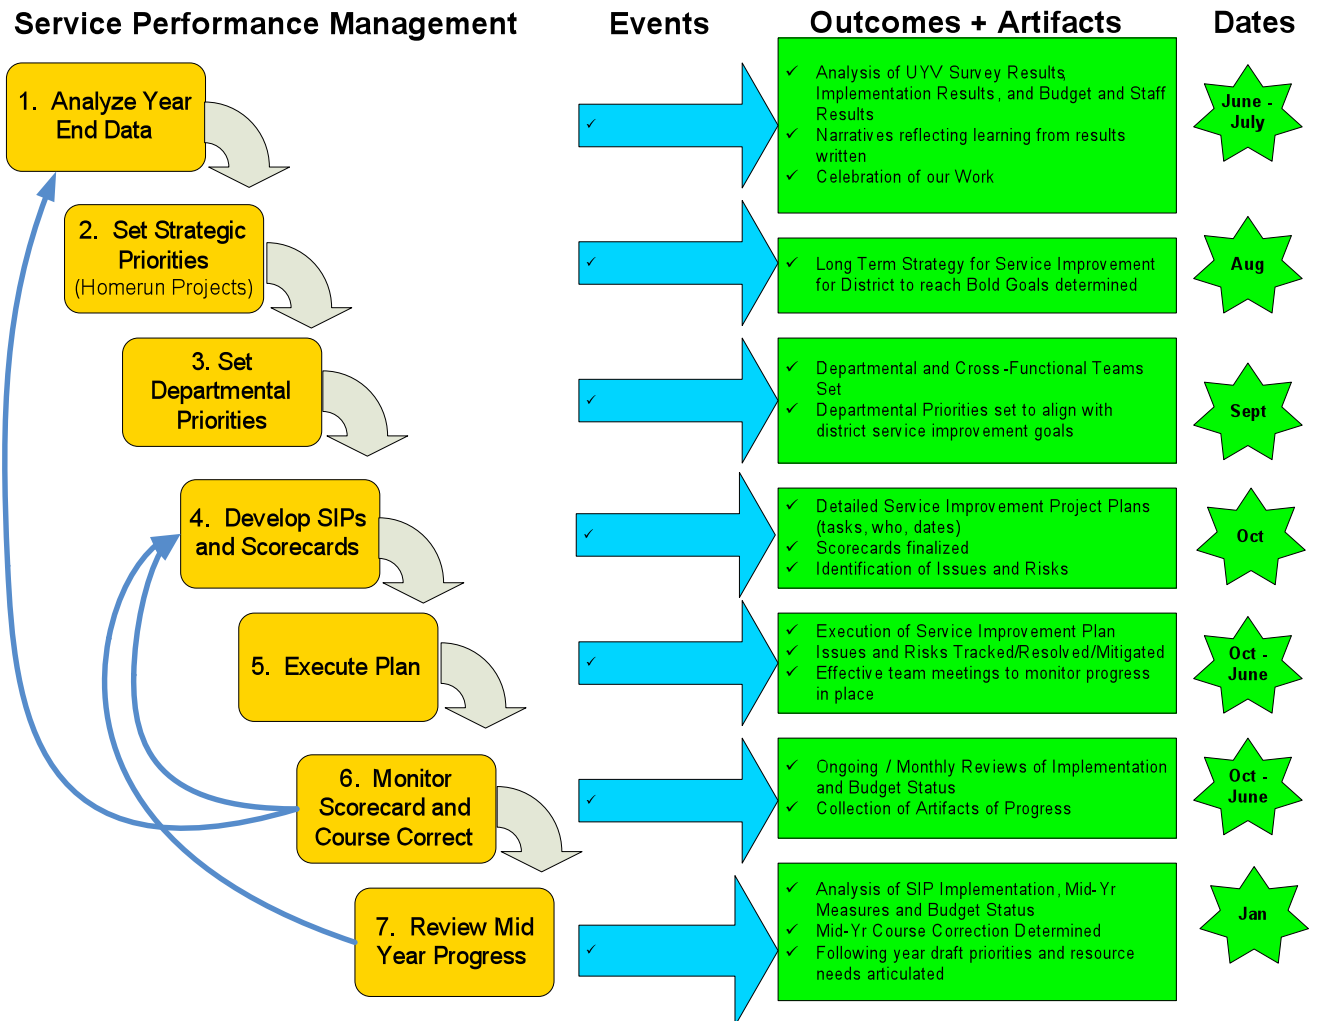 Service Performance Management
Events
Outcomes + Artifacts
Dates
1. Analyze Year
End Data
✓
✓ Analysis of UYV Survey Results,
Implementation Results, and Budget and Staff
Results
✓ Narratives reflecting learning from results
written
✓ Celebration of our Work
June -
July
2. Set Strategic
Priorities
(Homerun Projects)
✓
✓ Long Term Strategy for Service Improvement
for District to reach Bold Goals determined
Aug
3. Set
Departmental
Priorities
✓
✓ Departmental and Cross-Functional Teams
Set
✓ Departmental Priorities set to align with
district service improvement goals
Sept
4. Develop SIPs
and Scorecards
✓
✓ Detailed Service Improvement Project Plans
(tasks, who, dates)
✓ Scorecards finalized
✓ Identification of Issues and Risks
Oct
5. Execute Plan
✓
✓ Execution of Service Improvement Plan
✓ Issues and Risks Tracked/Resolved/Mitigated
✓ Effective team meetings to monitor progress
in place
Oct -
June
6. Monitor
Scorecard and
Course Correct
✓
✓ Ongoing / Monthly Reviews of Implementation
and Budget Status
✓ Collection of Artifacts of Progress
Oct -
June
7. Review Mid
Year Progress
✓
✓ Analysis of SIP Implementation, Mid-Yr
Measures and Budget Status
✓ Mid-Yr Course Correction Determined
✓ Following year draft priorities and resource
needs articulated
Jan